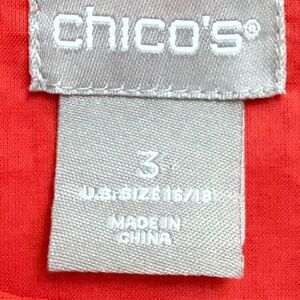 chico's®
3
U.S. SIZE 16/18
MADE IN
CHINA